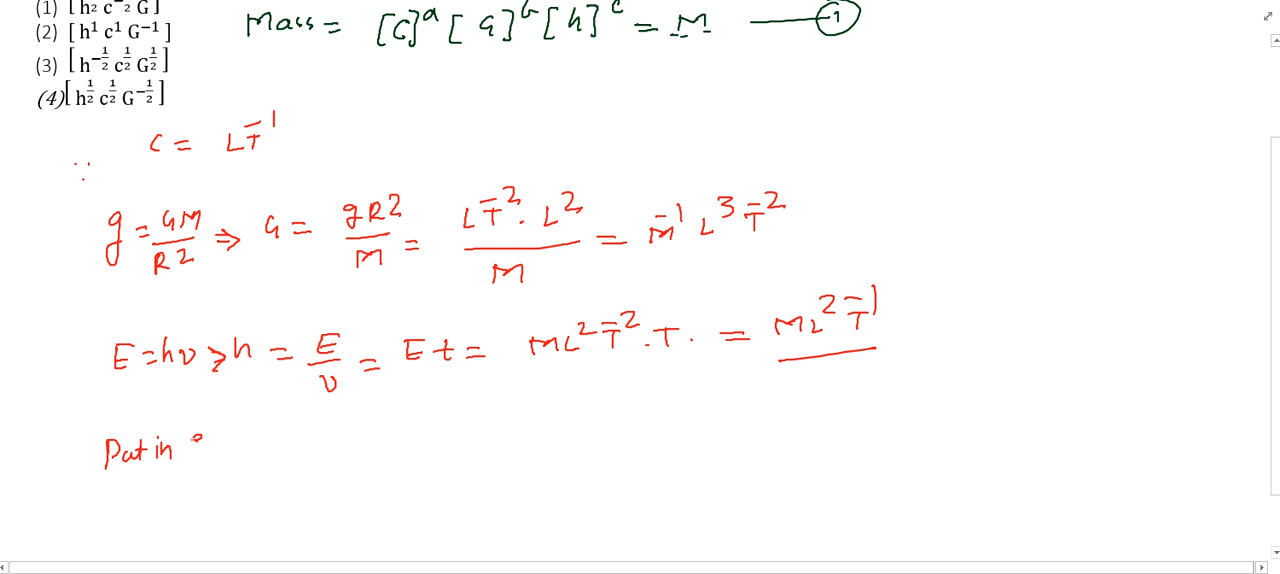 (1) [ h² c⁻² G ]
Mass = [C]ᵃ [ G]ᵇ [ h] ᶜ = M —— ①
(2) [ h¹ c¹ G⁻¹ ]
(3) [ h^-1/2 c^1/2 G^1/2 ]
(4)[ h^1/2 c^1/2 G^-1/2 ]
∵ c = LT⁻¹
g = GM/R2 ⇒ G = gR²/M = LT⁻² . L²/M = M⁻¹ L³ T⁻²
E = hν ⇒ h = E/ν = E t = ML²T⁻² . T. = ML²T⁻¹
Put in